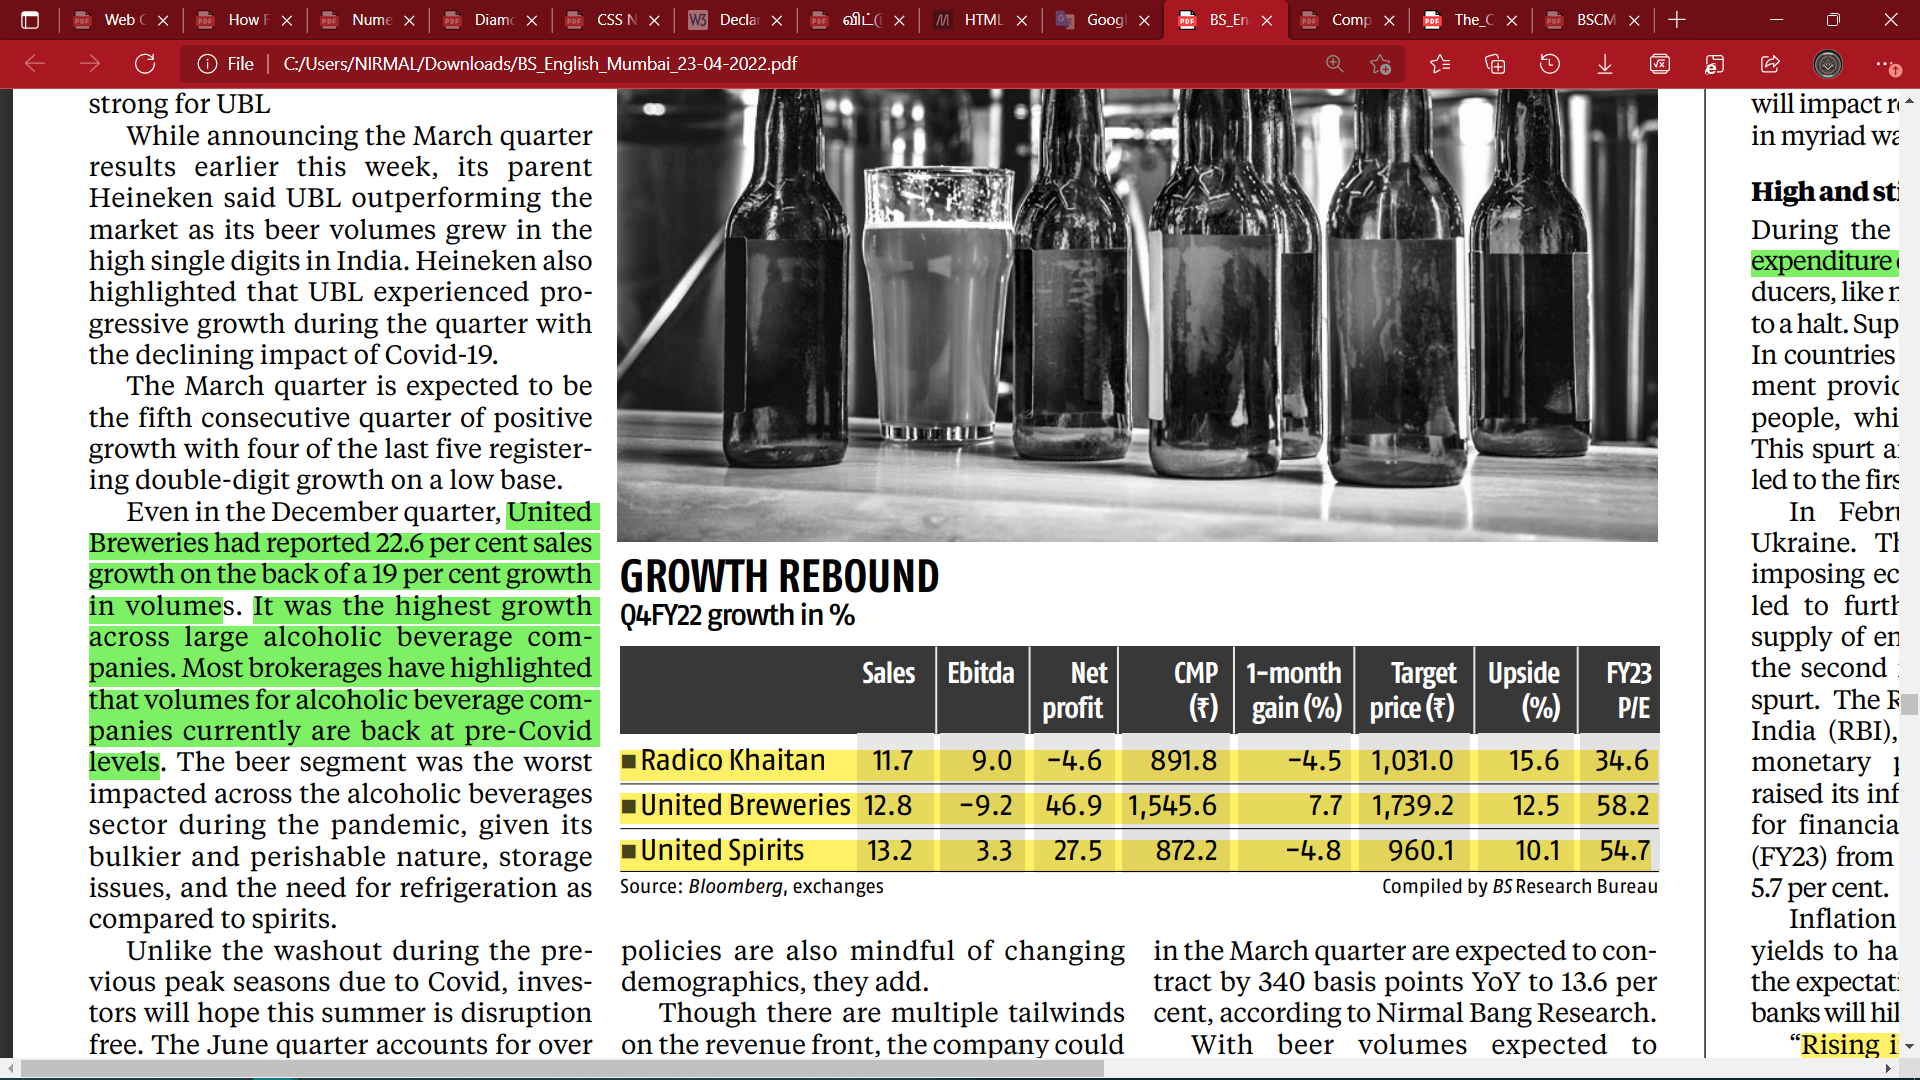 Web C
How F
Nume
Diamo
CSS N
Declar
விட்(
HTML
Googl
BS_En
Comp
The_C
BSCM
File C:/Users/NIRMAL/Downloads/BS_English_Mumbai_23-04-2022.pdf
strong for UBL
While announcing the March quarter
results earlier this week, its parent
Heineken said UBL outperforming the
market as its beer volumes grew in the
high single digits in India. Heineken also
highlighted that UBL experienced pro-
gressive growth during the quarter with
the declining impact of Covid-19.
The March quarter is expected to be
the fifth consecutive quarter of positive
growth with four of the last five register-
ing double-digit growth on a low base.
Even in the December quarter, United
Breweries had reported 22.6 per cent sales
growth on the back of a 19 per cent growth
in volumes. It was the highest growth
across large alcoholic beverage com-
panies. Most brokerages have highlighted
that volumes for alcoholic beverage com-
panies currently are back at pre-Covid
levels. The beer segment was the worst
impacted across the alcoholic beverages
sector during the pandemic, given its
bulkier and perishable nature, storage
issues, and the need for refrigeration as
compared to spirits.
Unlike the washout during the pre-
vious peak seasons due to Covid, inves-
tors will hope this summer is disruption
free. The June quarter accounts for over
GROWTH REBOUND
Q4FY22 growth in %
Sales Ebitda Net profit CMP (₹) 1-month gain (%) Target price (₹) Upside (%) FY23 P/E
Radico Khaitan 11.7 9.0 −4.6 891.8 −4.5 1,031.0 15.6 34.6
United Breweries 12.8 −9.2 46.9 1,545.6 7.7 1,739.2 12.5 58.2
United Spirits 13.2 3.3 27.5 872.2 −4.8 960.1 10.1 54.7
Source: Bloomberg, exchanges Compiled by BS Research Bureau
policies are also mindful of changing
demographics, they add.
Though there are multiple tailwinds
on the revenue front, the company could
in the March quarter are expected to con-
tract by 340 basis points YoY to 13.6 per
cent, according to Nirmal Bang Research.
With beer volumes expected to
will impact r
in myriad wa
High and sti
During the
expenditure
ducers, like
to a halt. Sup
In countries
ment provid
people, whi
This spurt a
led to the firs
In Febru
Ukraine. Th
imposing ec
led to furth
supply of en
the second
spurt. The R
India (RBI),
monetary p
raised its inf
for financia
(FY23) from
5.7 per cent.
Inflation
yields to ha
the expectati
banks will hil
“Rising i